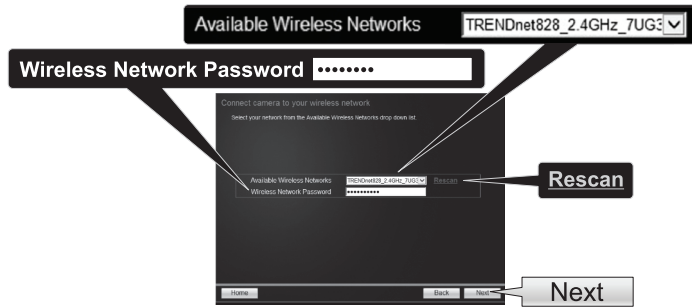 Available Wireless Networks TRENDnet828_2.4GHz_7UG3
Wireless Network Password ••••••••
Connect camera to your wireless network
Select your network from the Available Wireless Networks drop down list.
Available Wireless Networks TRENDnet828_2.4GHz_7UG3 Rescan
Wireless Network Password ••••••••••
Rescan
Home Back Next
Next